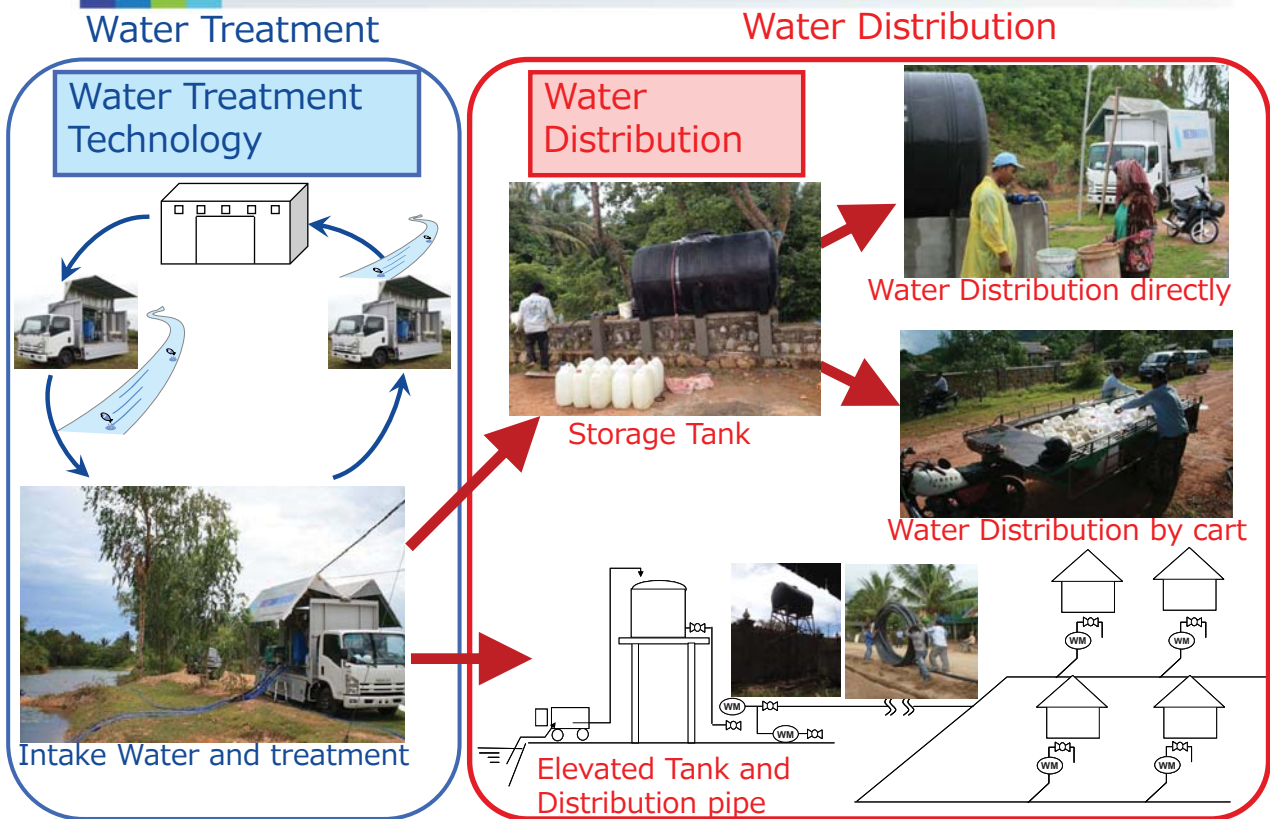 Water Treatment
Water Distribution
Water Treatment
Technology
Water
Distribution
Water Distribution directly
Storage Tank
Water Distribution by cart
Intake Water and treatment
WM
WM
WM
WM
WM
WM
Elevated Tank and
Distribution pipe